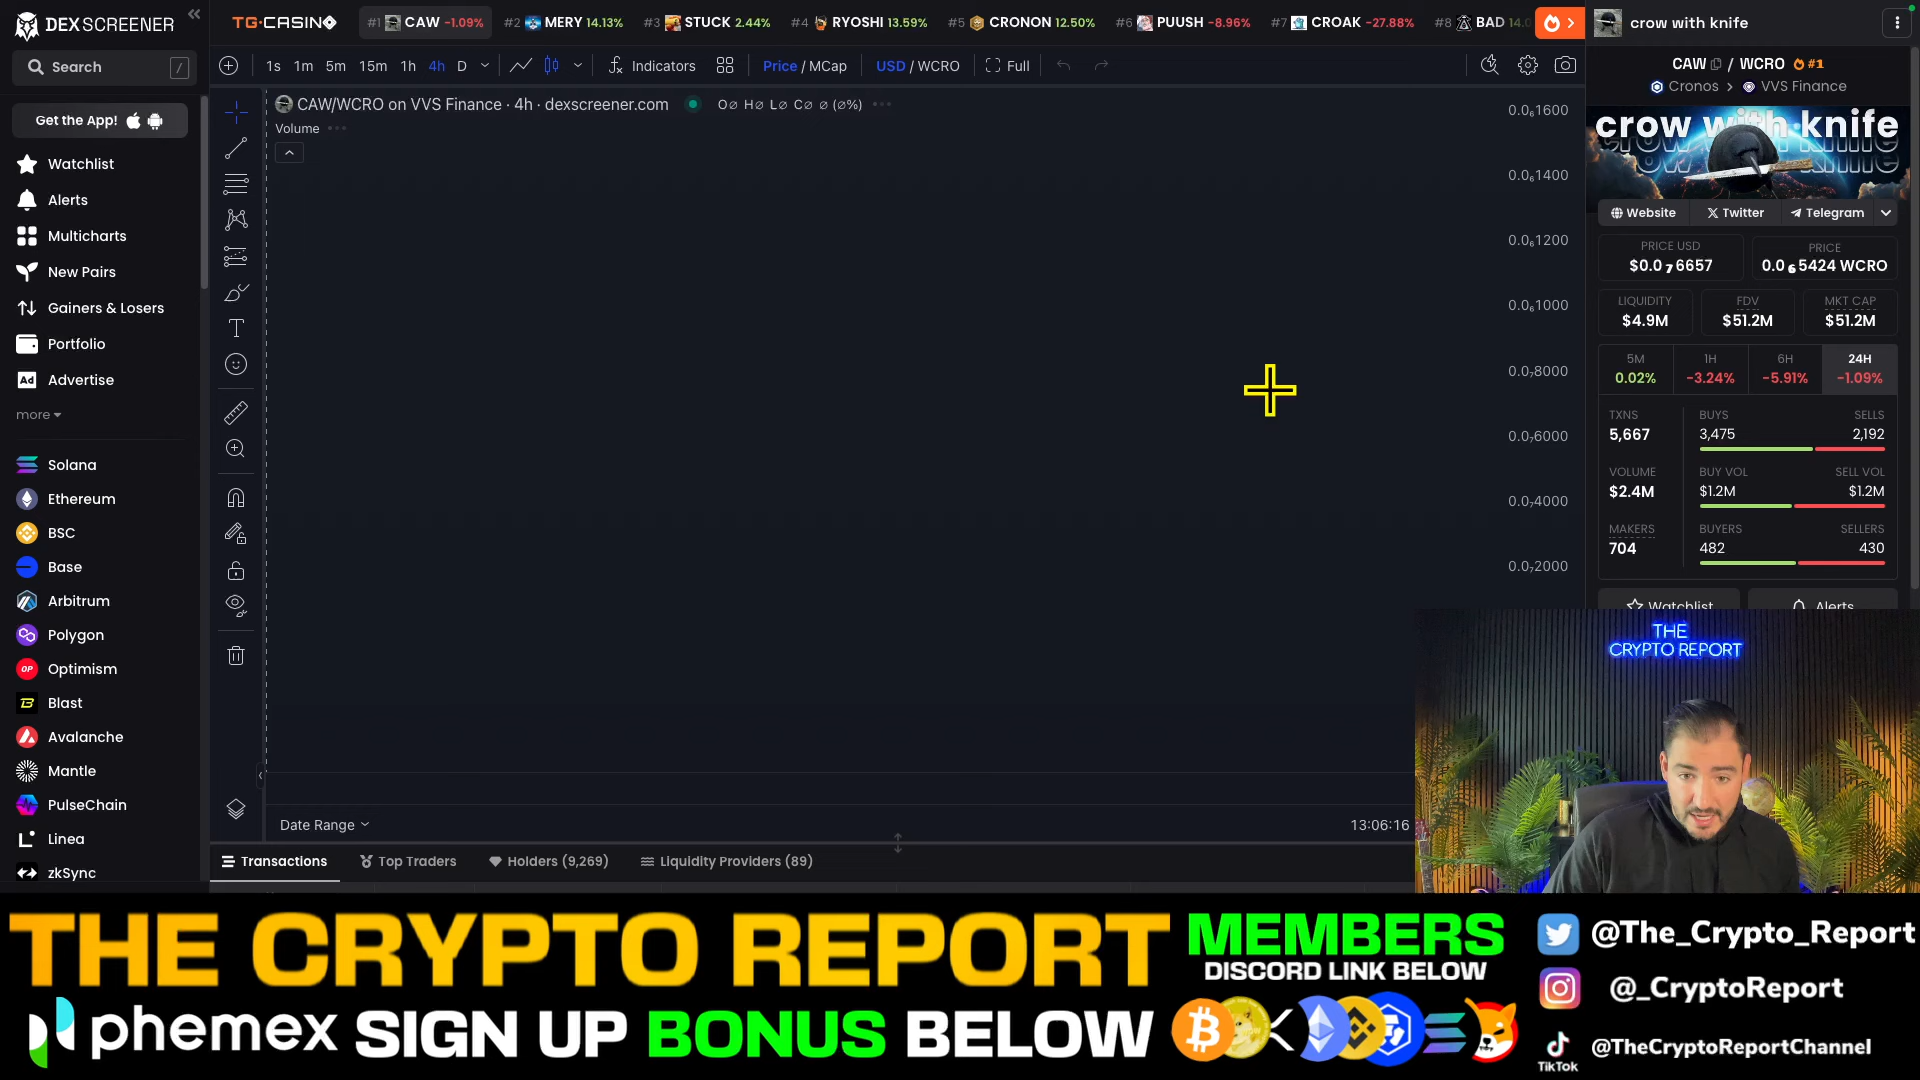 DEXSCREENER
Search /
Get the App!
Watchlist
Alerts
Multicharts
New Pairs
Gainers & Losers
Portfolio
Ad Advertise
more
Solana
Ethereum
BSC
Base
Arbitrum
Polygon
OP Optimism
Blast
Avalanche
Mantle
PulseChain
Linea
zkSync
TG.CASINO
#1 CAW -1.09% #2 MERY 14.13% #3 STUCK 2.44% #4 RYOSHI 13.59% #5 CRONON 12.50% #6 PUUSH -8.96% #7 CROAK -27.88% #8 BAD 14.0
1s 1m 5m 15m 1h 4h D Indicators Price / MCap USD / WCRO Full
CAW/WCRO on VVS Finance · 4h · dexscreener.com O∅ H∅ L∅ C∅ ∅ (∅%)
Volume
0.0₆1600
0.0₆1400
0.0₆1200
0.0₆1000
0.0₇8000
0.0₇6000
0.0₇4000
0.0₇2000
Date Range
13:06:16
Transactions Top Traders Holders (9,269) Liquidity Providers (89)
crow with knife
CAW / WCRO #1
Cronos > VVS Finance
crow with knife
Website Twitter Telegram
PRICE USD
$0.0₇6657
PRICE
0.0₆5424 WCRO
LIQUIDITY
$4.9M
FDV
$51.2M
MKT CAP
$51.2M
5M 1H 6H 24H
0.02% -3.24% -5.91% -1.09%
TXNS BUYS SELLS
5,667 3,475 2,192
VOLUME BUY VOL SELL VOL
$2.4M $1.2M $1.2M
MAKERS BUYERS SELLERS
704 482 430
Watchlist Alerts
THE
CRYPTO REPORT
THE CRYPTO REPORT
phemex SIGN UP BONUS BELOW
MEMBERS
DISCORD LINK BELOW
@The_Crypto_Report
@_CryptoReport
TikTok @TheCryptoReportChannel